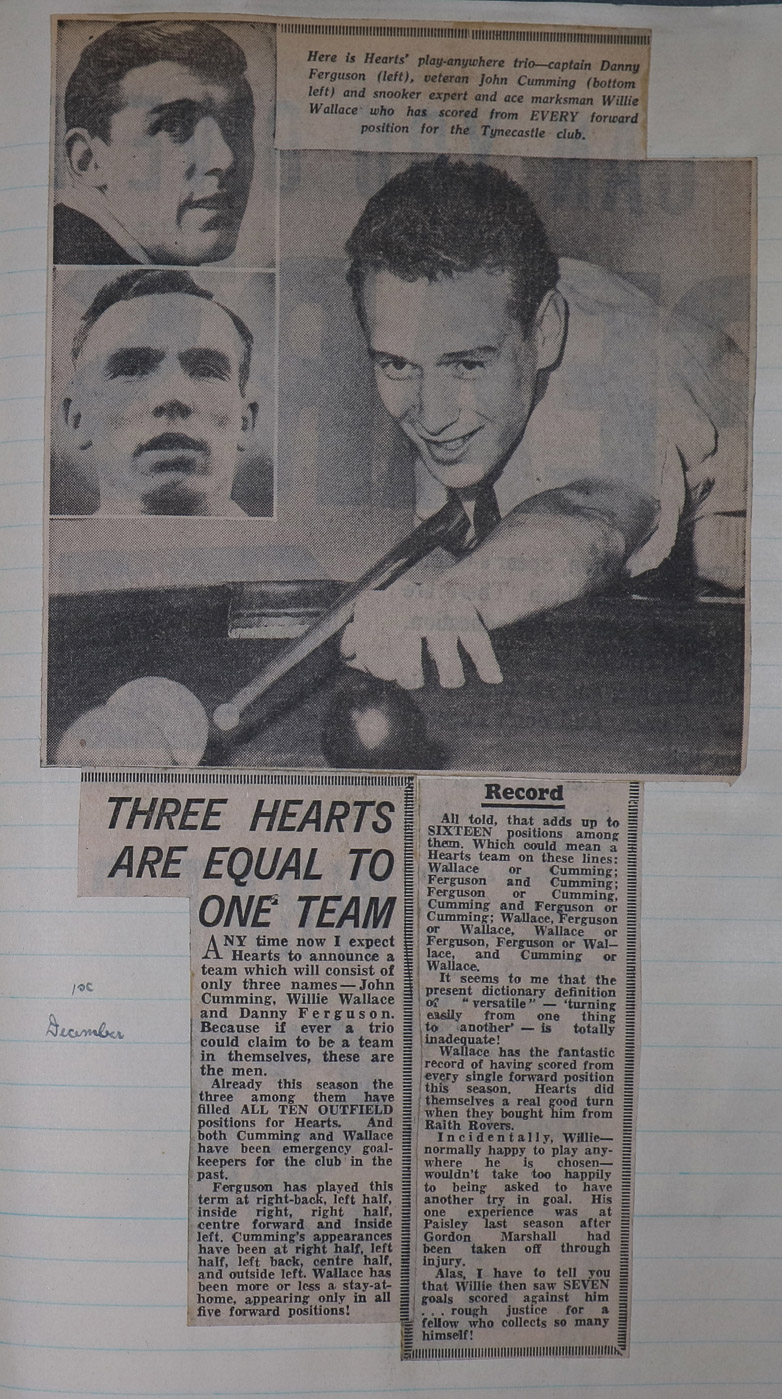 Here is Hearts' play-anywhere trio—captain Danny
Ferguson (left), veteran John Cumming (bottom
left) and snooker expert and ace marksman Willie
Wallace who has scored from EVERY forward
position for the Tynecastle club.
THREE HEARTS
ARE EQUAL TO
ONE TEAM
ANY time now I expect
Hearts to announce a
team which will consist of
only three names—John
Cumming, Willie Wallace
and Danny Ferguson.
Because if ever a trio
could claim to be a team
in themselves, these are
the men.
Already this season the
three among them have
filled ALL TEN OUTFIELD
positions for Hearts. And
both Cumming and Wallace
have been emergency goal-
keepers for the club in the
past.
Ferguson has played this
term at right-back, left half,
inside right, right half,
centre forward and inside
left. Cumming's appearances
have been at right half, left
half, left back, centre half,
and outside left. Wallace has
been more or less a stay-at-
home, appearing only in all
five forward positions!
Record
All told, that adds up to
SIXTEEN positions among
them. Which could mean a
Hearts team on these lines:
Wallace or Cumming;
Ferguson and Cumming;
Ferguson or Cumming,
Cumming and Ferguson or
Cumming; Wallace, Ferguson
or Wallace, Wallace or
Ferguson, Ferguson or Wal-
lace, and Cumming or
Wallace.
It seems to me that the
present dictionary definition
of "versatile" — 'turning
easily from one thing
to another' — is totally
inadequate!
Wallace has the fantastic
record of having scored from
every single forward position
this season. Hearts did
themselves a real good turn
when they bought him from
Raith Rovers.
Incidentally, Willie—
normally happy to play any-
where he is chosen—
wouldn't take too happily
to being asked to have
another try in goal. His
one experience was at
Paisley last season after
Gordon Marshall had
been taken off through
injury.
Alas, I have to tell you
that Willie then saw SEVEN
goals scored against him
. . . rough justice for a
fellow who collects so many
himself!
December